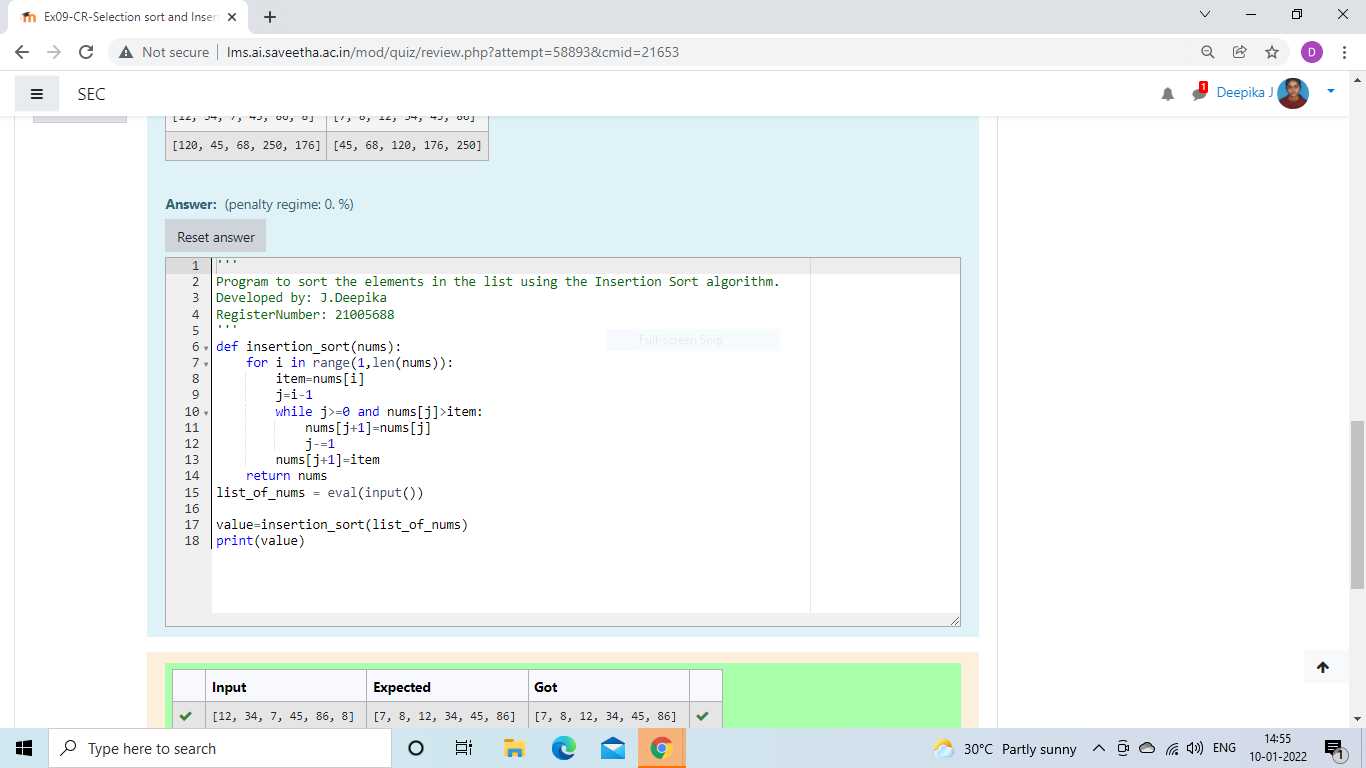 Ex09-CR-Selection sort and Inser
Not secure
lms.ai.saveetha.ac.in/mod/quiz/review.php?attempt=58893&cmid=21653
D
SEC
1
Deepika J
[12, 34, 7, 45, 86, 8] [7, 8, 12, 34, 45, 86]
[120, 45, 68, 250, 176] [45, 68, 120, 176, 250]
Answer: (penalty regime: 0. %)
Reset answer
1 '''
2 Program to sort the elements in the list using the Insertion Sort algorithm.
3 Developed by: J.Deepika
4 RegisterNumber: 21005688
5 '''
Full-screen Snip
6 def insertion_sort(nums):
7     for i in range(1,len(nums)):
8         item=nums[i]
9         j=i-1
10         while j>=0 and nums[j]>item:
11             nums[j+1]=nums[j]
12             j-=1
13         nums[j+1]=item
14     return nums
15 list_of_nums = eval(input())
16
17 value=insertion_sort(list_of_nums)
18 print(value)
Input Expected Got
[12, 34, 7, 45, 86, 8] [7, 8, 12, 34, 45, 86] [7, 8, 12, 34, 45, 86]
Type here to search
30°C Partly sunny
ENG
14:55
10-01-2022
1